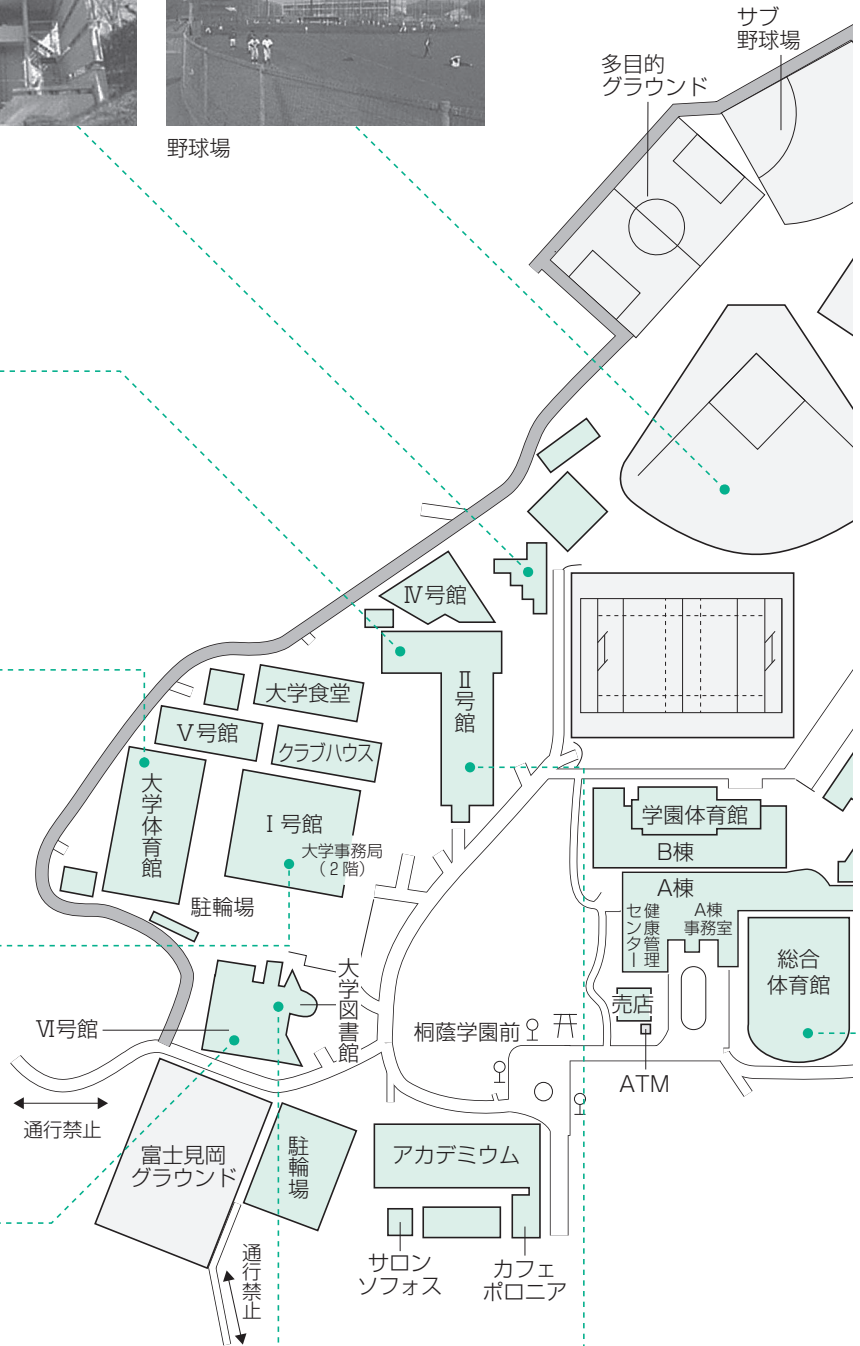 サブ
野球場
多目的
グラウンド
野球場
Ⅳ号館
Ⅱ号館
大学食堂
Ⅴ号館
クラブハウス
大学体育館
Ⅰ号館
大学事務局
（2階）
駐輪場
学園体育館
B棟
A棟
健康管理
センター
A棟
事務室
総合
体育館
売店
ATM
大学図書館
桐蔭学園前
Ⅵ号館
通行禁止
富士見岡
グラウンド
駐輪場
アカデミウム
サロン
ソフォス
カフェ
ポロニア
通行禁止